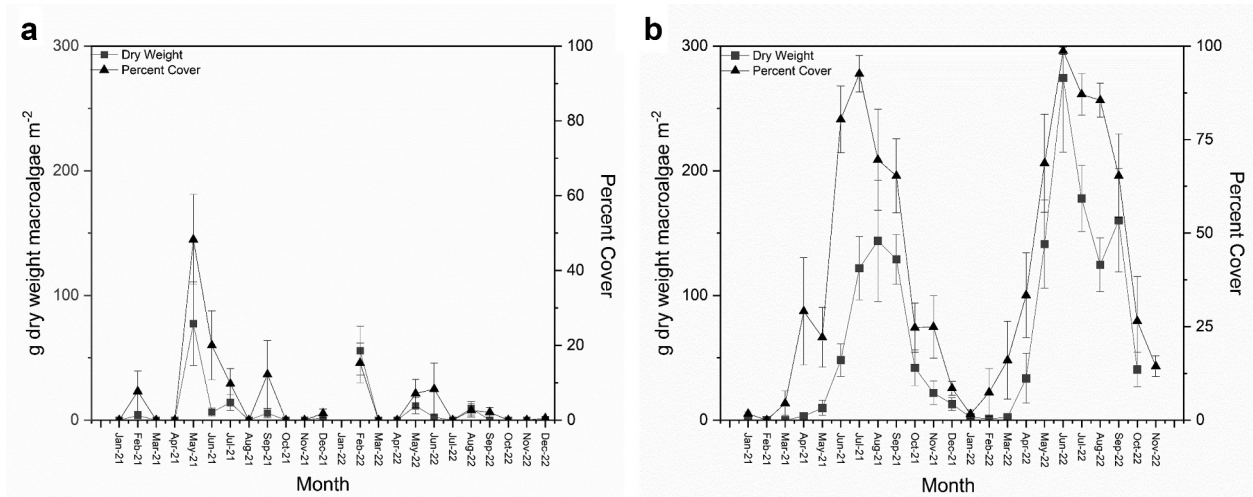 a
300
200
100
0
g dry weight macroalgae m-2
Dry Weight
Percent Cover
100
80
60
40
20
0
Percent Cover
Jan-21
Feb-21
Mar-21
Apr-21
May-21
Jun-21
Jul-21
Aug-21
Sep-21
Oct-21
Nov-21
Dec-21
Jan-22
Feb-22
Mar-22
Apr-22
May-22
Jun-22
Jul-22
Aug-22
Sep-22
Oct-22
Nov-22
Dec-22
Month
b
300
200
100
0
g dry weight macroalgae m-2
Dry Weight
Percent Cover
100
75
50
25
0
Percent Cover
Jan-21
Feb-21
Mar-21
Apr-21
May-21
Jun-21
Jul-21
Aug-21
Sep-21
Oct-21
Nov-21
Dec-21
Jan-22
Feb-22
Mar-22
Apr-22
May-22
Jun-22
Jul-22
Aug-22
Sep-22
Oct-22
Nov-22
Month